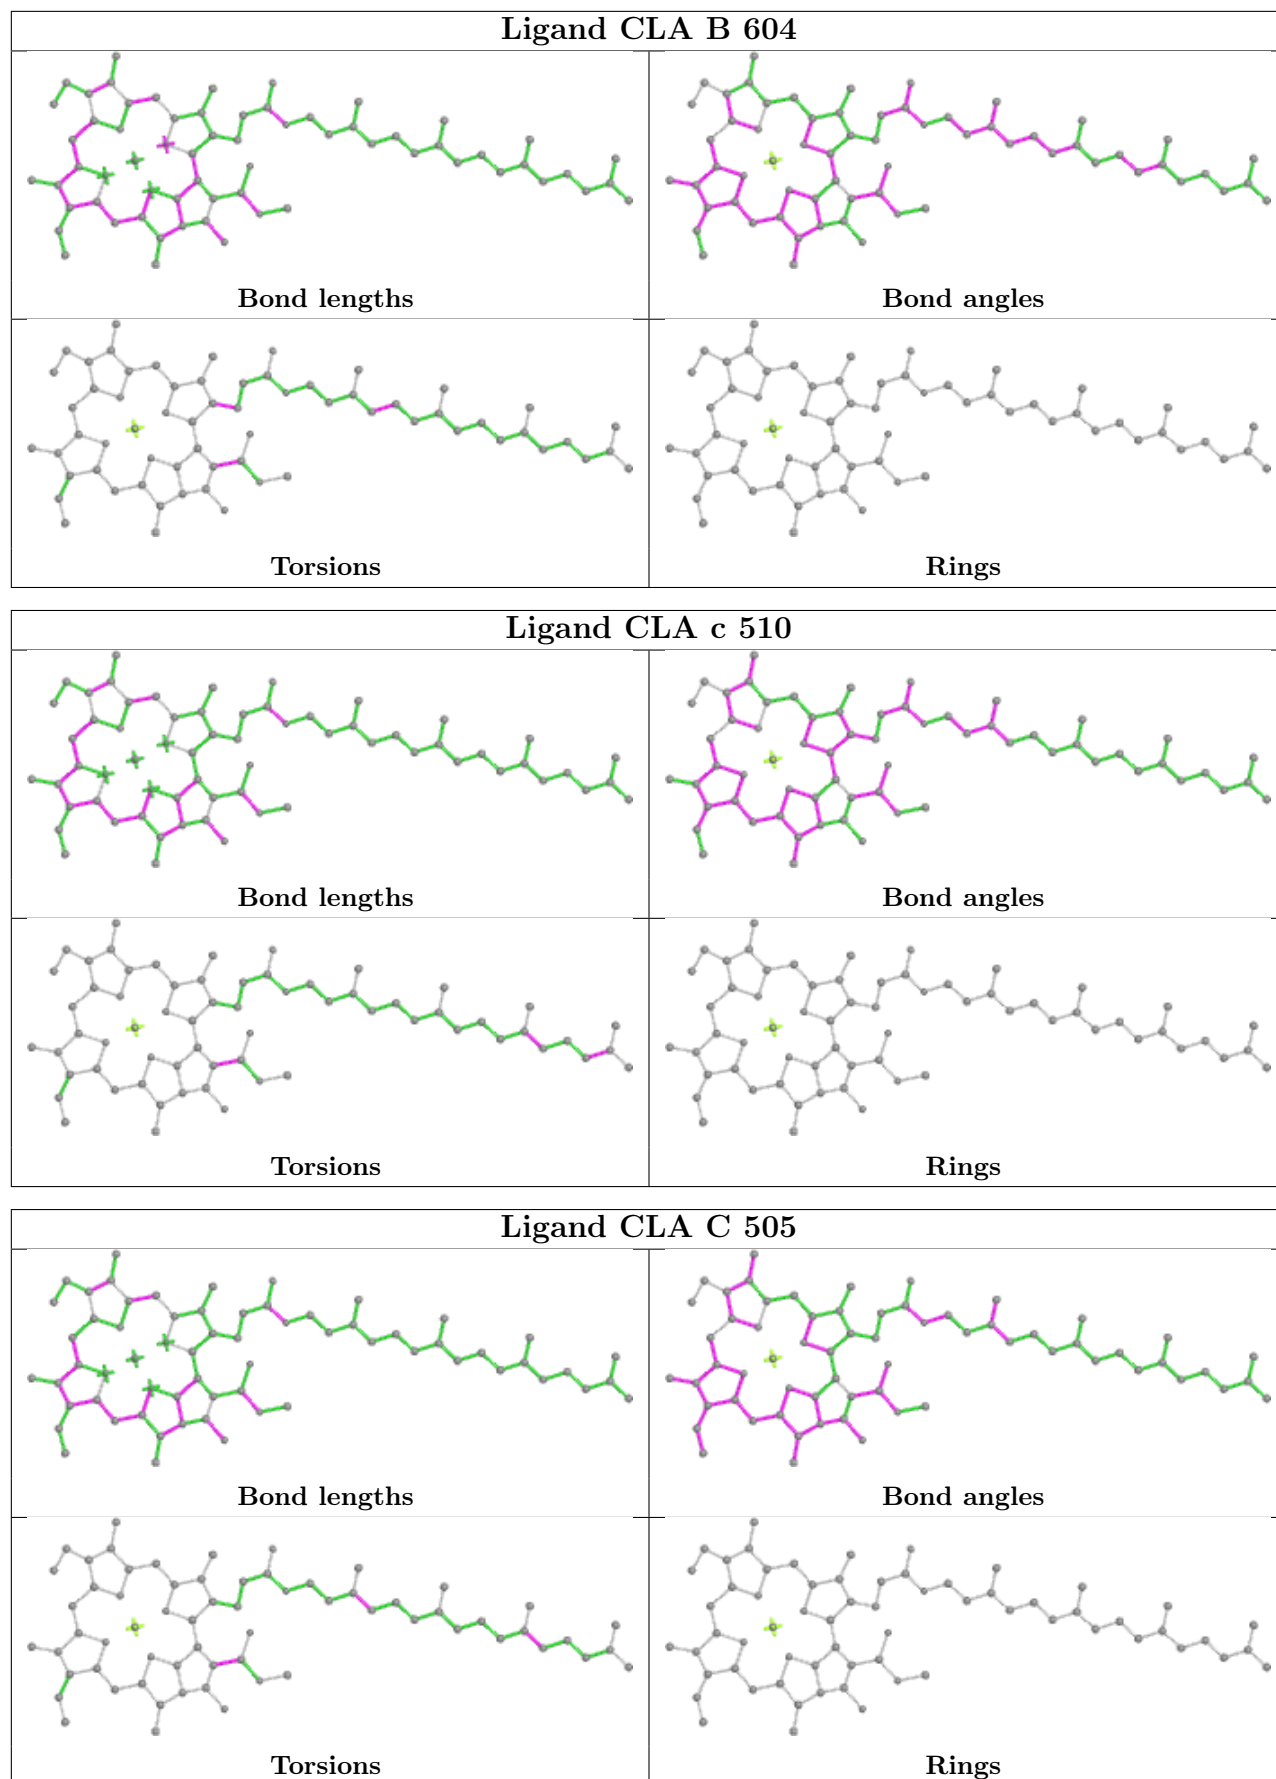 Ligand CLA B 604
Bond lengths
Bond angles
Torsions
Rings
Ligand CLA c 510
Bond lengths
Bond angles
Torsions
Rings
Ligand CLA C 505
Bond lengths
Bond angles
Torsions
Rings